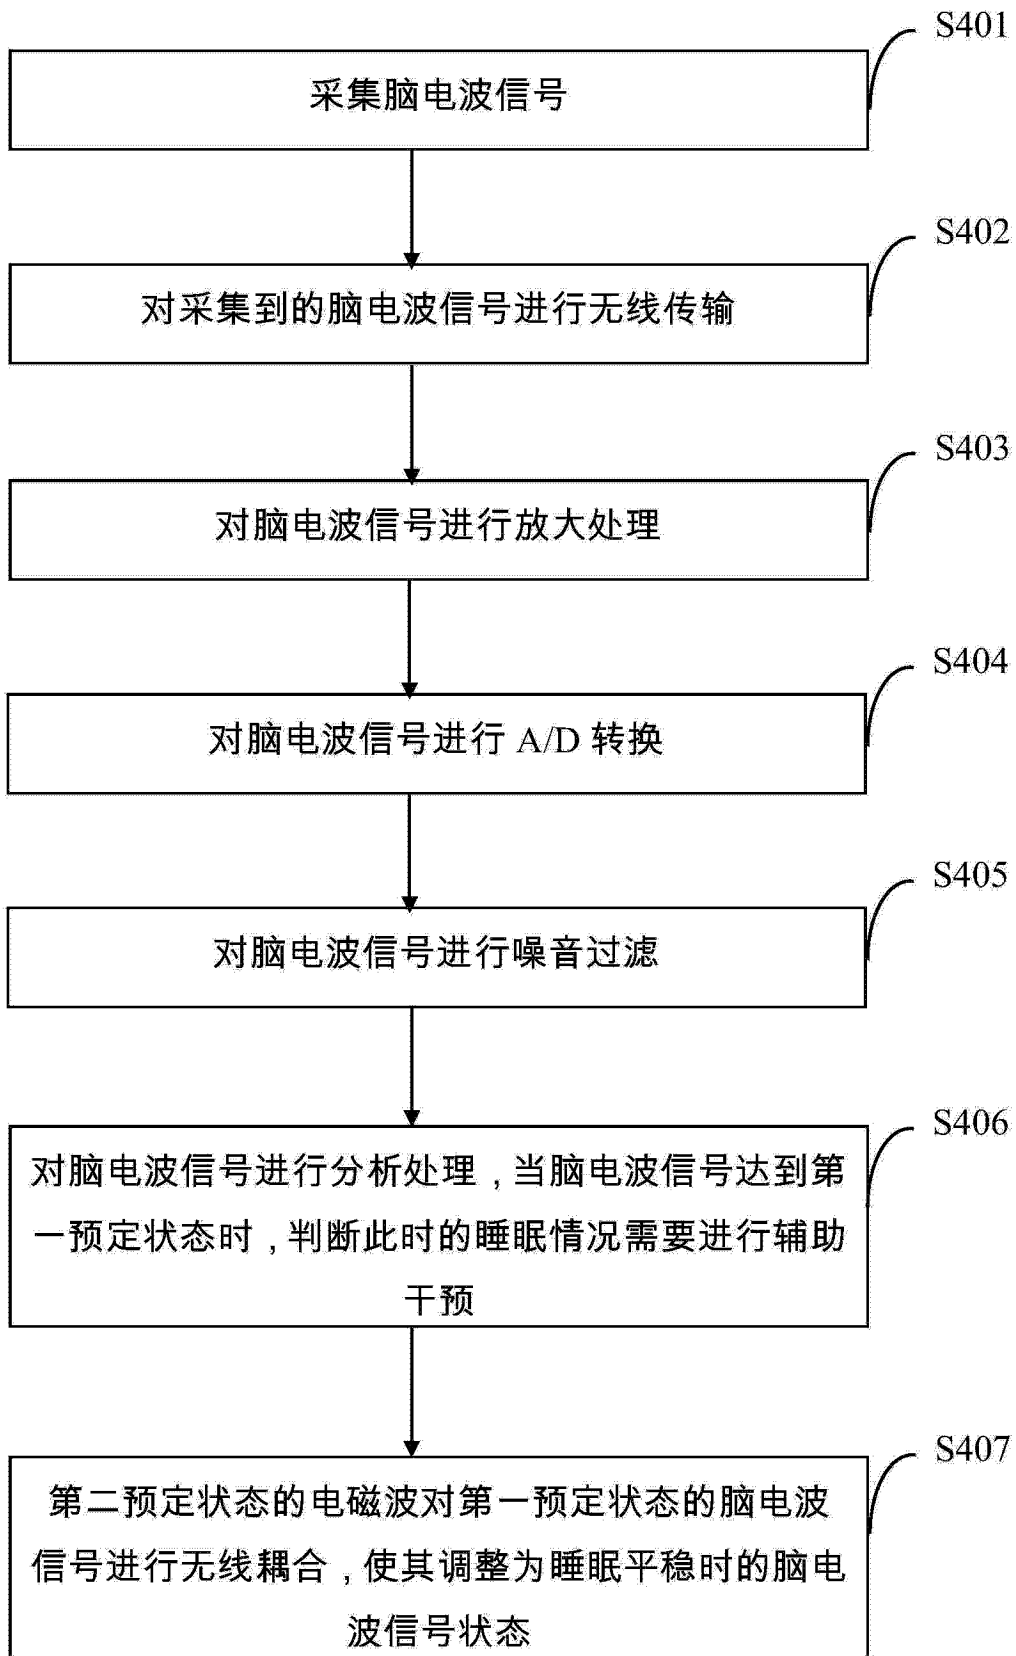 S401
采集脑电波信号
S402
对采集到的脑电波信号进行无线传输
S403
对脑电波信号进行放大处理
S404
对脑电波信号进行 A/D 转换
S405
对脑电波信号进行噪音过滤
S406
对脑电波信号进行分析处理，当脑电波信号达到第
一预定状态时，判断此时的睡眠情况需要进行辅助
干预
S407
第二预定状态的电磁波对第一预定状态的脑电波
信号进行无线耦合，使其调整为睡眠平稳时的脑电
波信号状态